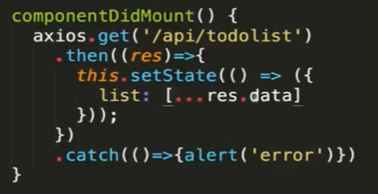 componentDidMount() {
  axios.get('/api/todolist')
    .then((res)=>{
      this.setState(() => ({
        list: [...res.data]
      }));
    })
    .catch(()=>{alert('error')})
}